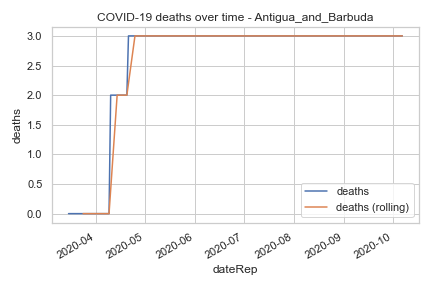 COVID-19 deaths over time - Antigua_and_Barbuda
deaths
3.0
2.5
2.0
1.5
1.0
0.5
0.0
deaths
deaths (rolling)
2020-04
2020-05
2020-06
2020-07
2020-08
2020-09
2020-10
dateRep